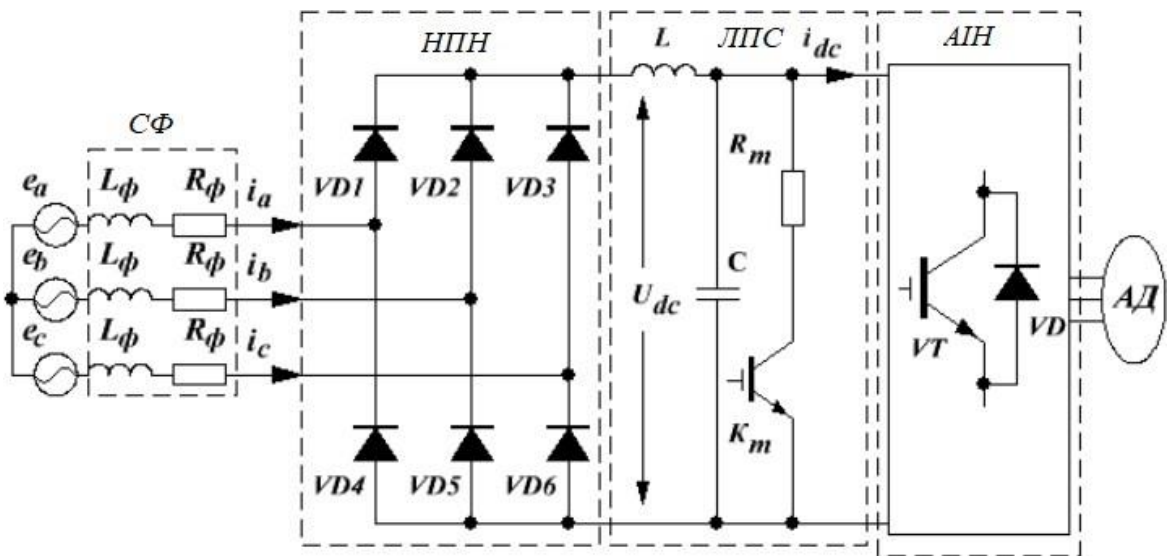 СФ
НПН
ЛПС
АІН
L
i_dc
e_a L_ф R_ф i_a
e_b L_ф R_ф i_b
e_c L_ф R_ф i_c
VD1 VD2 VD3
VD4 VD5 VD6
U_dc
C
R_m
K_m
VT
VD
АД